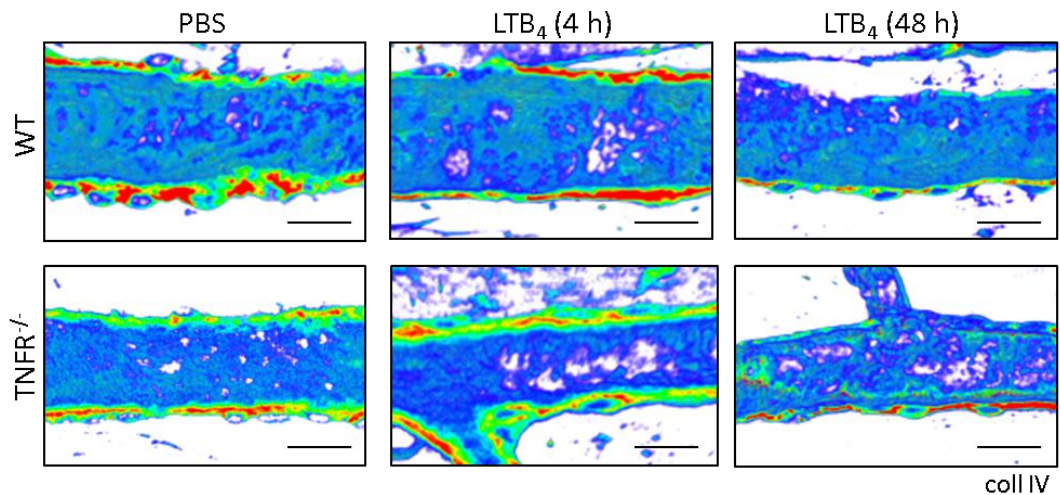 PBS
LTB₄ (4 h)
LTB₄ (48 h)
WT
TNFR⁻/⁻
coll IV